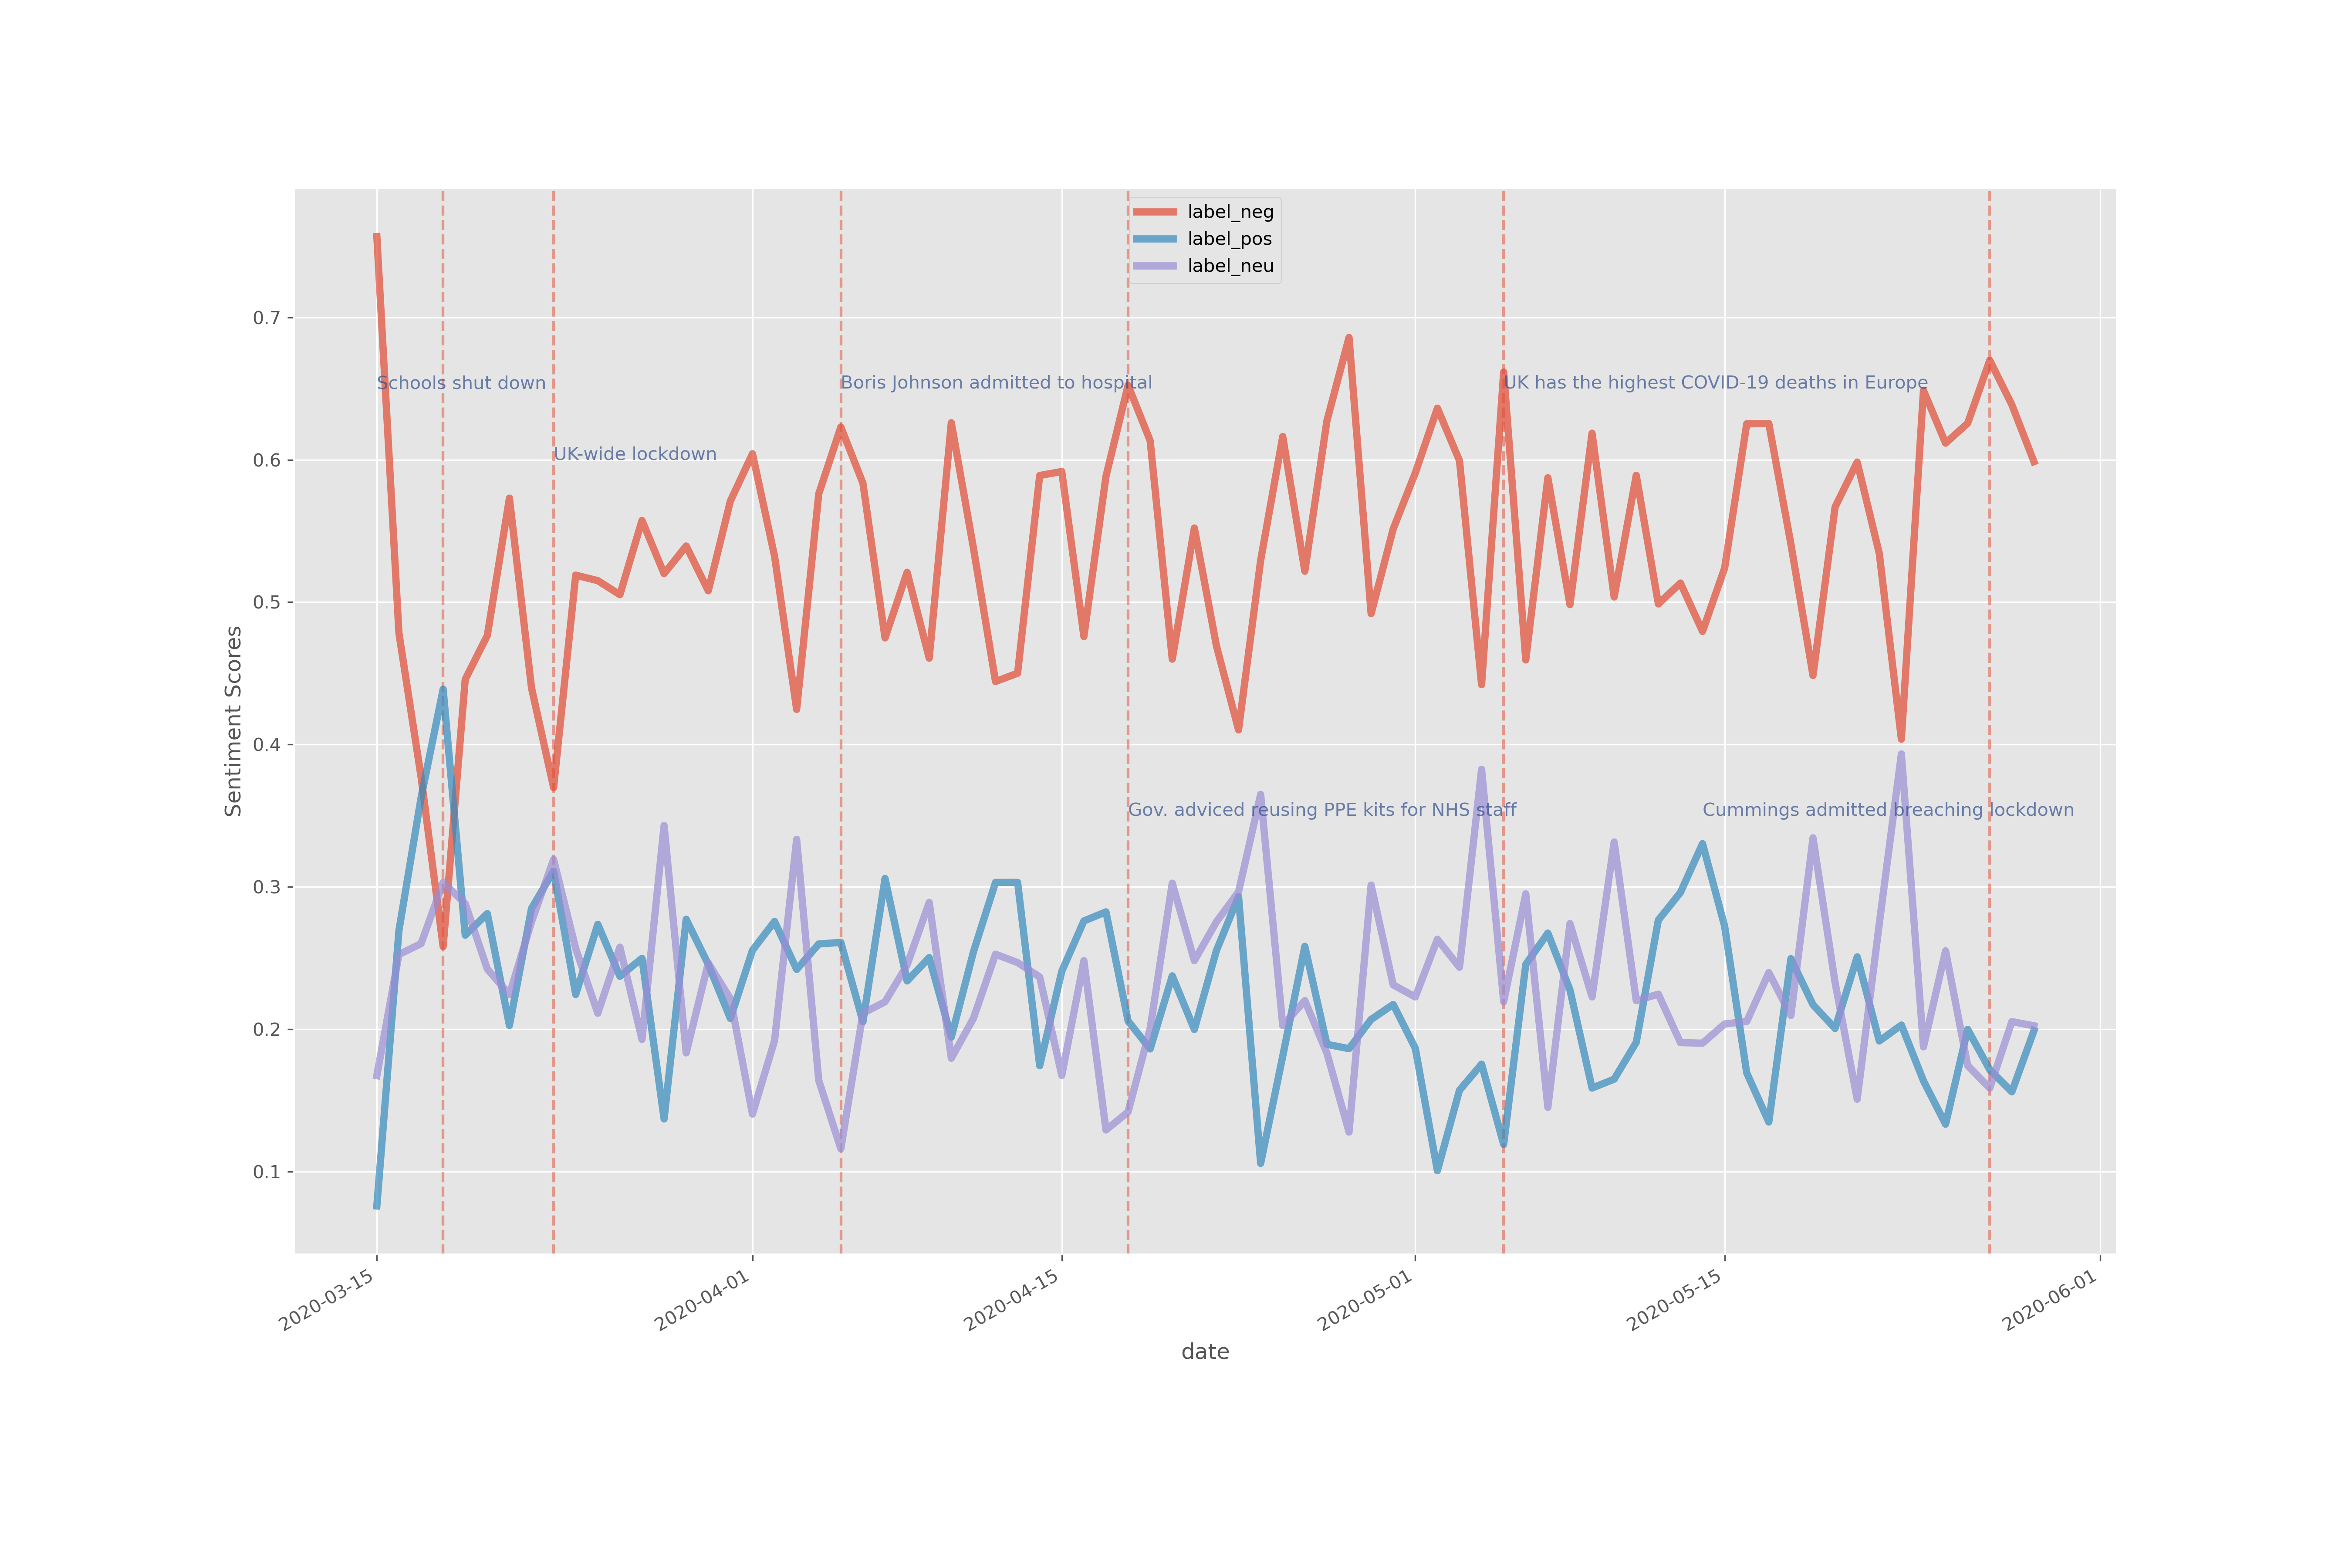 label_neg
label_pos
label_neu
0.7
Schools shut down
Boris Johnson admitted to hospital
UK has the highest COVID-19 deaths in Europe
UK-wide lockdown
0.6
0.5
Sentiment Scores
0.4
Gov. adviced reusing PPE kits for NHS staff
Cummings admitted breaching lockdown
0.3
0.2
0.1
2020-03-15
2020-04-01
2020-04-15
2020-05-01
2020-05-15
2020-06-01
date